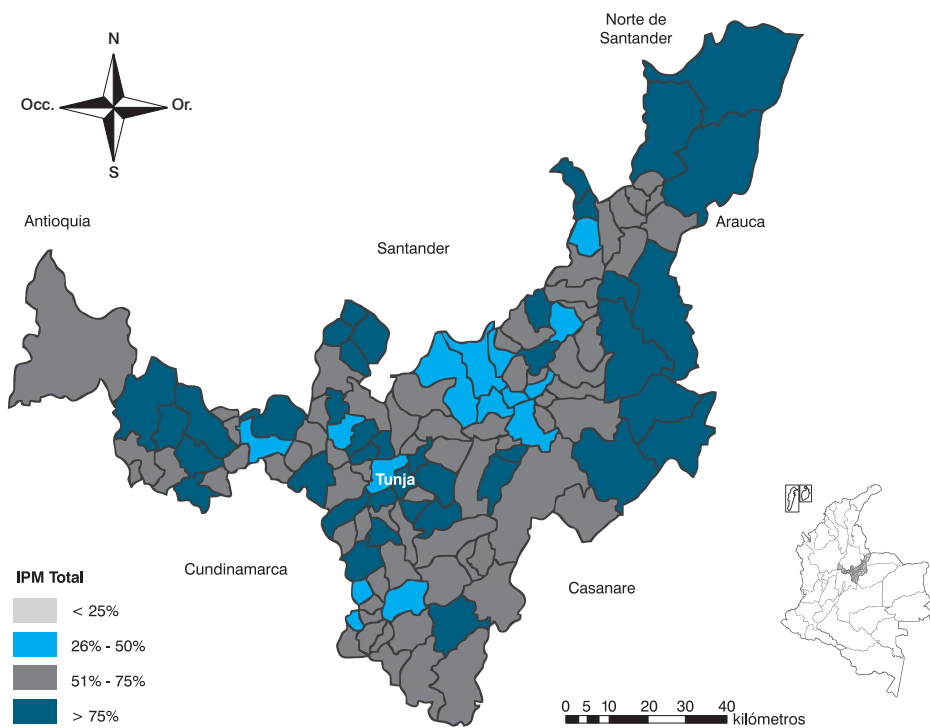 Norte de
Santander
N
Occ.
Or.
S
Antioquia
Santander
Arauca
Tunja
Cundinamarca
Casanare
IPM Total
< 25%
26% - 50%
51% - 75%
> 75%
0 5 10 20 30 40
kilómetros